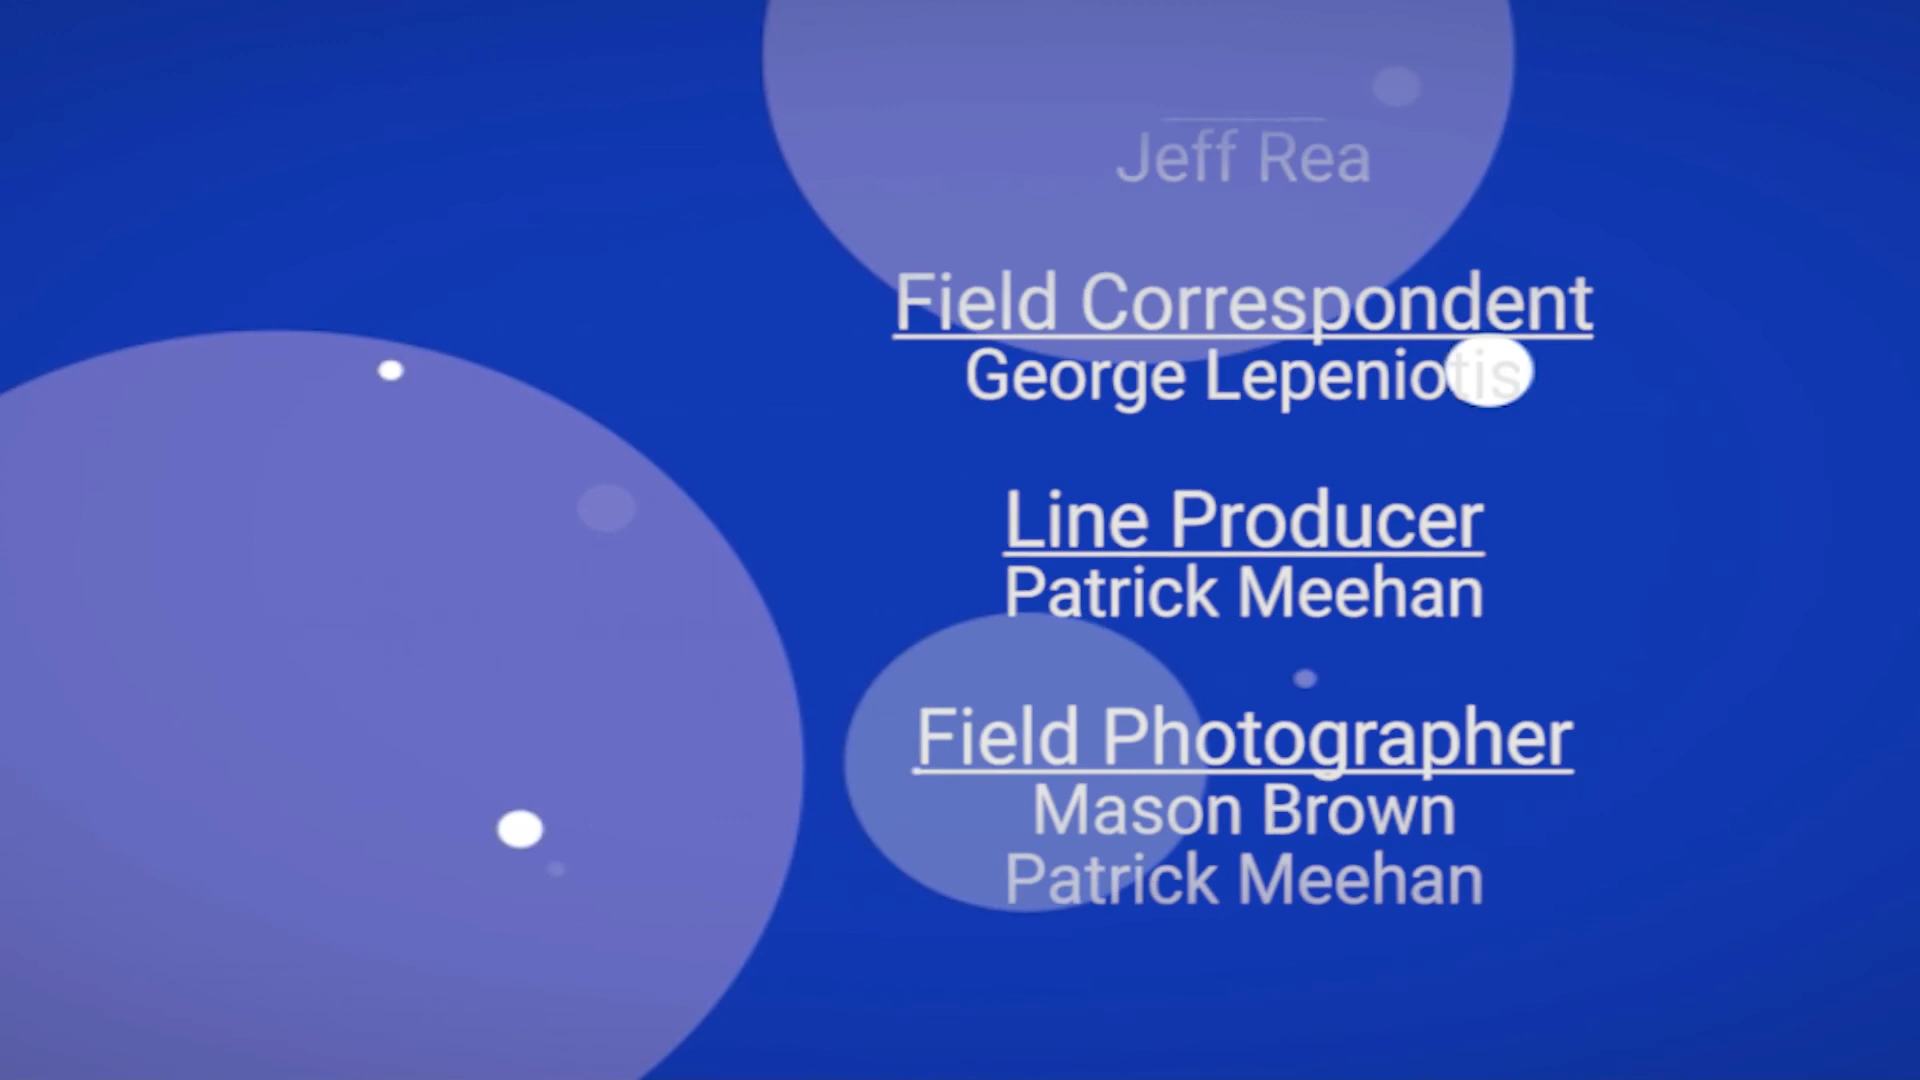 Jeff Rea
Field Correspondent
George Lepeniotis
Line Producer
Patrick Meehan
Field Photographer
Mason Brown
Patrick Meehan